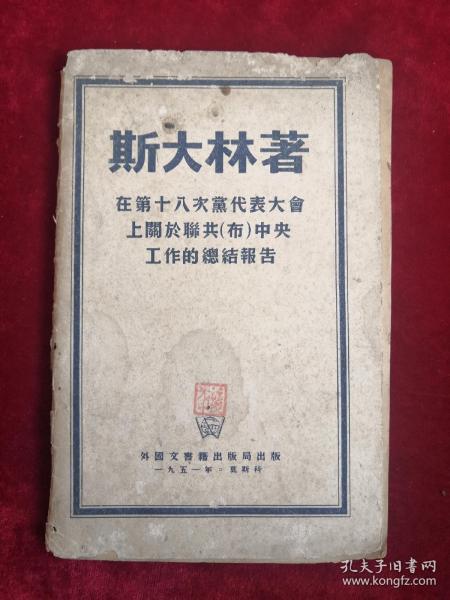 斯大林著
在第十八次黨代表大會
上關於聯共(布)中央
工作的總結報告
外國文書籍出版局出版
一九五一年。莫斯科
孔夫子旧书网
www.kongfz.com